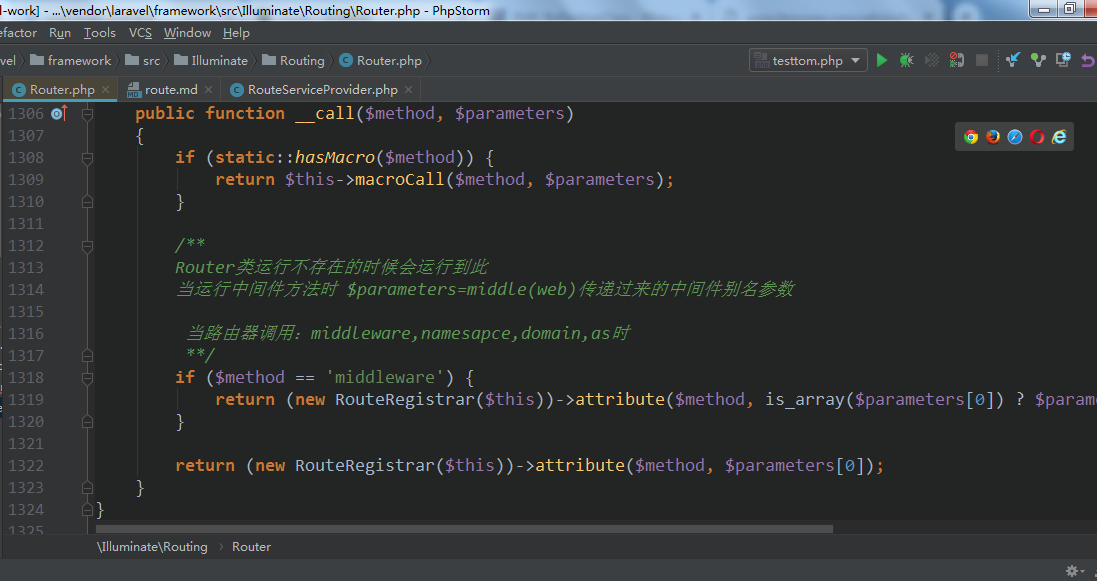 l-work] - ...\vendor\laravel\framework\src\Illuminate\Routing\Router.php - PhpStorm
efactor Run Tools VCS Window Help
vel framework src Illuminate Routing Router.php testtom.php
Router.php route.md RouteServiceProvider.php
1306 public function __call($method, $parameters)
1307 {
1308 if (static::hasMacro($method)) {
1309 return $this->macroCall($method, $parameters);
1310 }
1311
1312 /**
1313 Router类运行不存在的时候会运行到此
1314 当运行中间件方法时 $parameters=middle(web)传递过来的中间件别名参数
1315
1316 当路由器调用：middleware,namesapce,domain,as时
1317 **/
1318 if ($method == 'middleware') {
1319 return (new RouteRegistrar($this))->attribute($method, is_array($parameters[0]) ? $param
1320 }
1321
1322 return (new RouteRegistrar($this))->attribute($method, $parameters[0]);
1323 }
1324 }
1325
\Illuminate\Routing Router